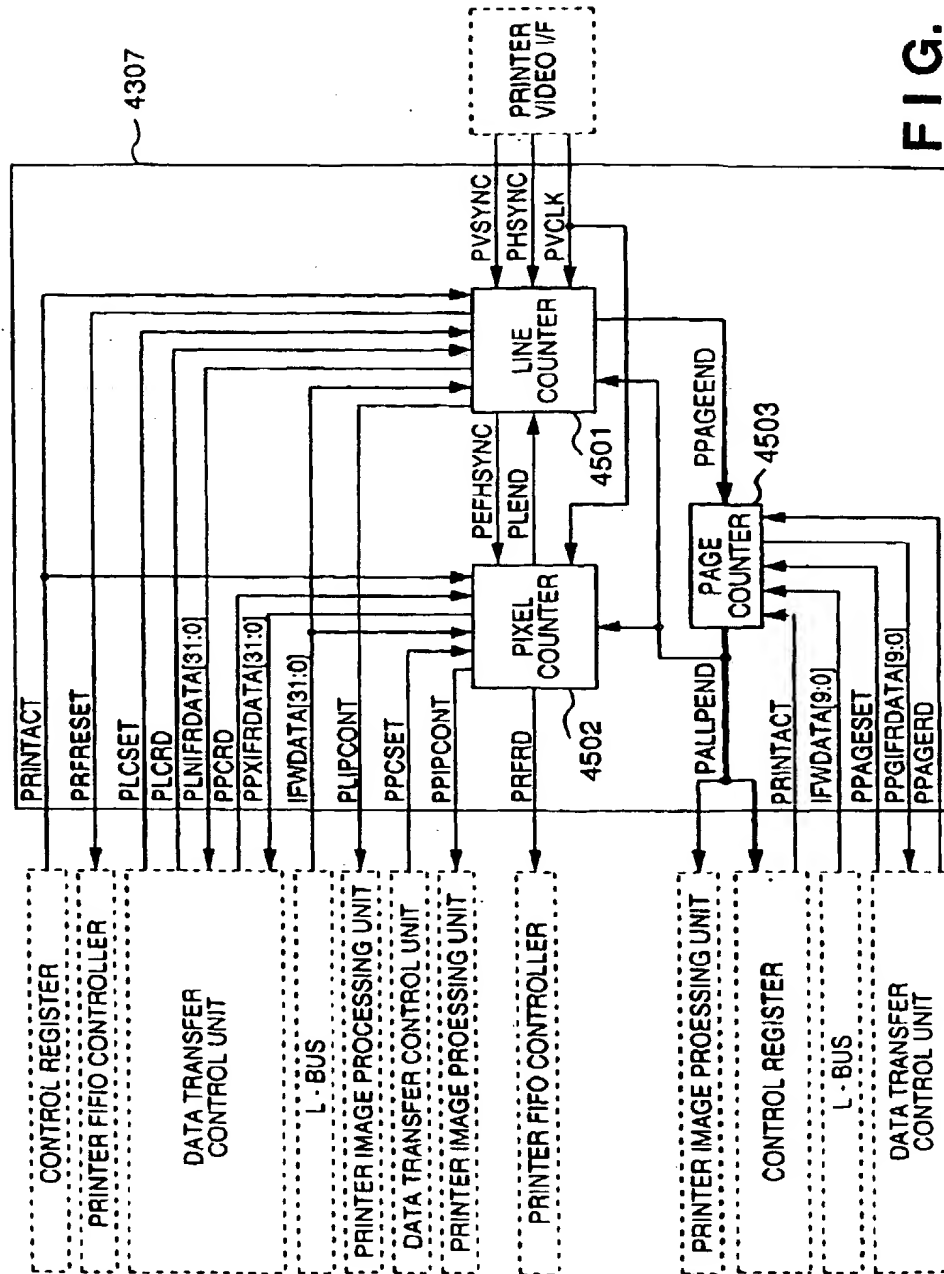 CONTROL REGISTER
PRINTER FIFIO CONTROLLER
DATA TRANSFER
CONTROL UNIT
L - BUS
PRINTER IMAGE PROCESSING UNIT
DATA TRANSFER CONTROL UNIT
PRINTER IMAGE PROESSING UNIT
PRINTER FIFO CONTROLLER
PRINTER IMAGE PROESSING UNIT
CONTROL REGISTER
L - BUS
DATA TRANSFER
CONTROL UNIT
PRINTACT
PRFRESET
PLCSET
PLCRD
PLNIFRDATA[31:0]
PPCRD
PPXIFRDATA[31:0]
IFWDATA[31:0]
PLIPCONT
PPCSET
PPIPCONT
PRFRD
PALLPEND
PRINTACT
IFWDATA[9:0]
PPAGESET
PPGIFRDATA[9:0]
PPAGERD
4502
PIXEL
COUNTER
PEFHSYNC
PLEND
4501
LINE
COUNTER
PAGE
COUNTER
4503
PPAGEEND
PVSYNC
PHSYNC
PVCLK
4307
PRINTER
VIDEO I/F
FIG.